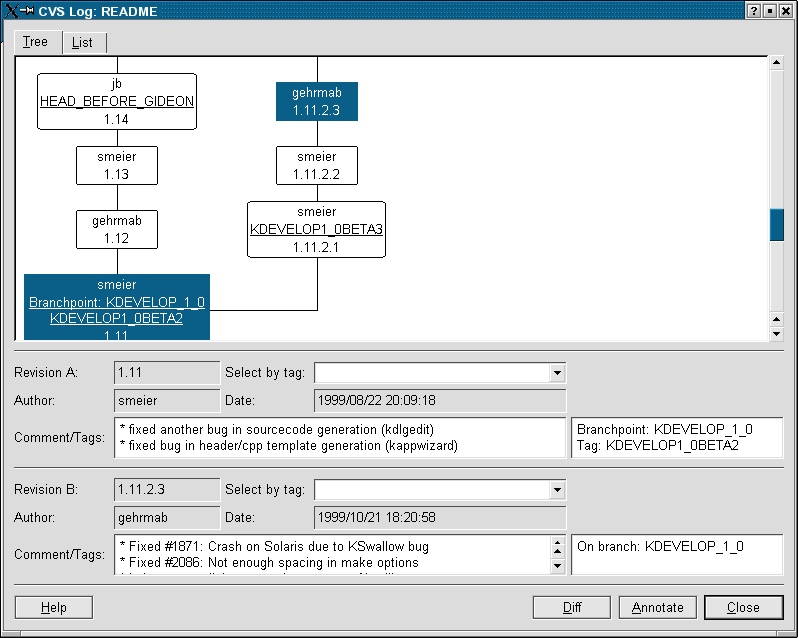 CVS Log: README
Tree
List
jb
HEAD_BEFORE_GIDEON
1.14
smeier
1.13
gehrmab
1.12
smeier
Branchpoint: KDEVELOP_1_0
KDEVELOP1_0BETA2
1.11
gehrmab
1.11.2.3
smeier
1.11.2.2
smeier
KDEVELOP1_0BETA3
1.11.2.1
Revision A: 1.11 Select by tag:
Author: smeier Date: 1999/08/22 20:09:18
Comment/Tags:
* fixed another bug in sourcecode generation (kdlgedit)
* fixed bug in header/cpp template generation (kappwizard)
Branchpoint: KDEVELOP_1_0
Tag: KDEVELOP1_0BETA2
Revision B: 1.11.2.3 Select by tag:
Author: gehrmab Date: 1999/10/21 18:20:58
Comment/Tags:
* Fixed #1871: Crash on Solaris due to KSwallow bug
* Fixed #2086: Not enough spacing in make options
On branch: KDEVELOP_1_0
Help
Diff
Annotate
Close